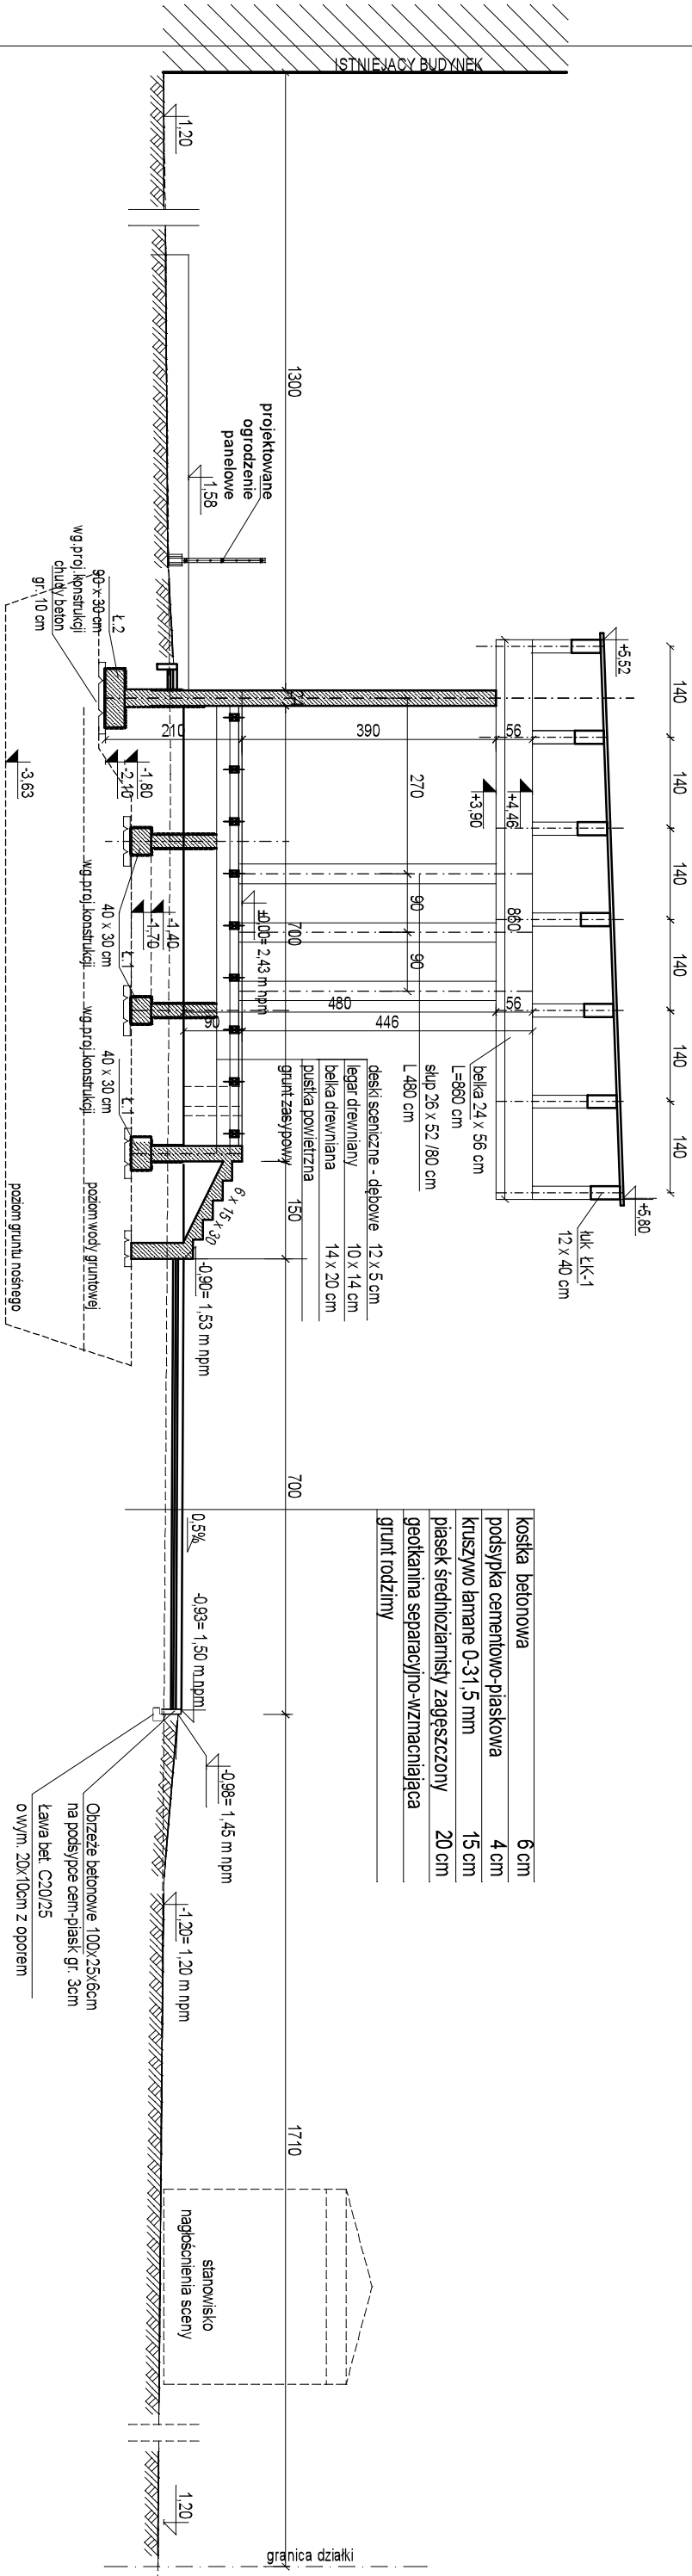 ISTNIEJACY BUDYNEK
1,20
1300
projektowane
ogrodzenie
panelowe
1,58
Ł.2
90 x 30 cm
wg.proj.konstrukcji
chudy beton
gr. 10 cm
+5,52
140
140
140
140
140
140
+5,80
łuk ŁK-1
12 x 40 cm
210
390
56
12
270
+4,46
+3,90
-1,80
-2,10
-3,63
90
90
860
±0,00= 2,43 m npm
700
-1,40
-1,70
480
56
90
446
Ł.1
40 x 30 cm
wg.proj.konstrukcji
Ł.1
40 x 30 cm
wg.proj.konstrukcji
belka 24 x 56 cm
L=860 cm
słup 26 x 52 /80 cm
L 480 cm
deski sceniczne - dębowe 12 x 5 cm
legar drewniany 10 x 14 cm
belka drewniana 14 x 20 cm
pustka powietrzna
grunt zasypowy
150
6 x 15 x 30
-0,90= 1,53 m npm
poziom wody gruntowej
poziom gruntu nośnego
kostka betonowa 6 cm
podsypka cementowo-piaskowa 4 cm
kruszywo łamane 0-31,5 mm 15 cm
piasek średnioziarnisty zagęszczony 20 cm
geotkanina separacyjno-wzmacniająca
grunt rodzimy
700
0,5%
-0,93= 1,50 m npm
-0,98= 1,45 m npm
Obrzeże betonowe 100x25x6cm
na podsypce cem-piask gr. 3cm
Ława bet. C20/25
o wym. 20x10cm z oporem
-1,20= 1,20 m npm
1710
stanowisko
nagłośnienia sceny
1,20
granica działki